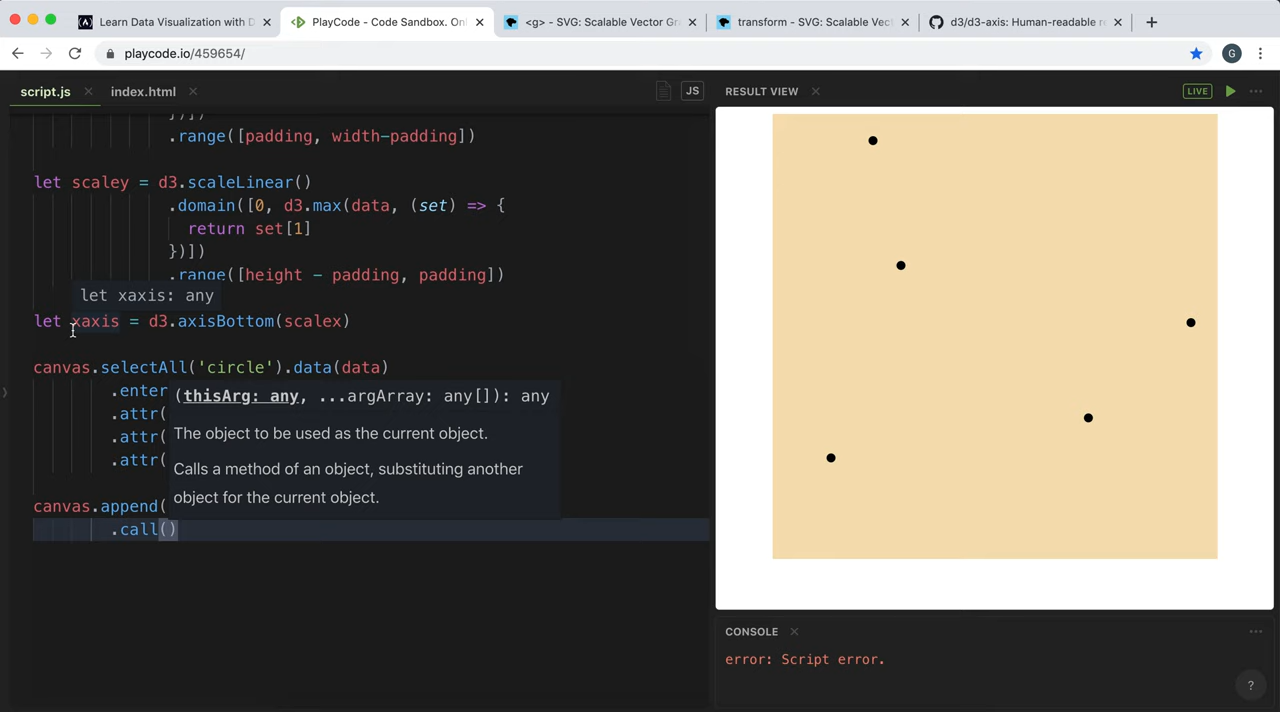 Learn Data Visualization with D
PlayCode - Code Sandbox. Onl
<g> - SVG: Scalable Vector Gra
transform - SVG: Scalable Vect
d3/d3-axis: Human-readable re
playcode.io/459654/
G
script.js
index.html
JS
RESULT VIEW
LIVE
})])
.range([padding, width-padding])
let scaley = d3.scaleLinear()
.domain([0, d3.max(data, (set) => {
return set[1]
})])
.range([height - padding, padding])
let xaxis: any
let xaxis = d3.axisBottom(scalex)
canvas.selectAll('circle').data(data)
.enter
(thisArg: any, ...argArray: any[]): any
.attr(
The object to be used as the current object.
.attr(
.attr(
Calls a method of an object, substituting another
object for the current object.
canvas.append(
.call()
CONSOLE
error: Script error.
?